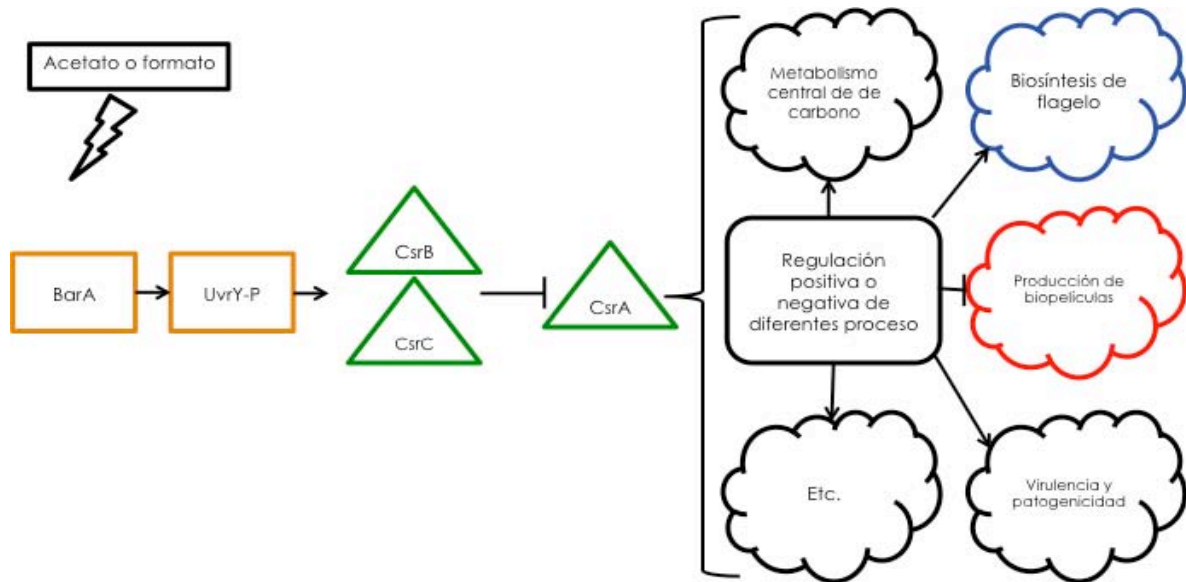 Acetato o formato
BarA
UvrY-P
CsrB
CsrC
CsrA
Metabolismo
central de de
carbono
Biosíntesis de
flagelo
Regulación
positiva o
negativa de
diferentes proceso
Producción de
biopelículas
Etc.
Virulencia y
patogenicidad